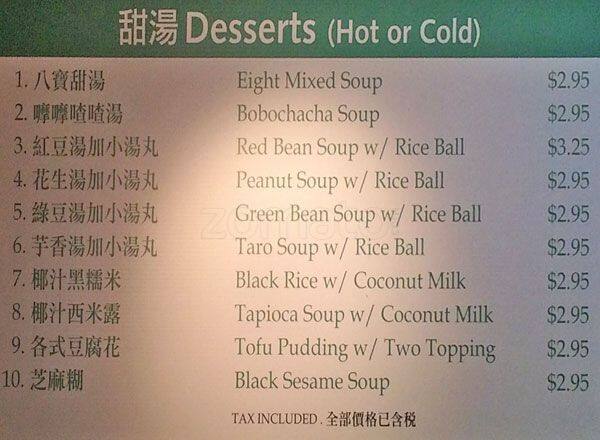 甜湯 Desserts (Hot or Cold)
1. 八寶甜湯 Eight Mixed Soup $2.95
2. 嚤嚤喳喳湯 Bobochacha Soup $2.95
3. 紅豆湯加小湯丸 Red Bean Soup w/ Rice Ball $3.25
4. 花生湯加小湯丸 Peanut Soup w/ Rice Ball $2.95
5. 綠豆湯加小湯丸 Green Bean Soup w/ Rice Ball $2.95
6. 芋香湯加小湯丸 Taro Soup w/ Rice Ball $2.95
7. 椰汁黑糯米 Black Rice w/ Coconut Milk $2.95
8. 椰汁西米露 Tapioca Soup w/ Coconut Milk $2.95
9. 各式豆腐花 Tofu Pudding w/ Two Topping $2.95
10. 芝麻糊 Black Sesame Soup $2.95
TAX INCLUDED . 全部價格已含税
zomato